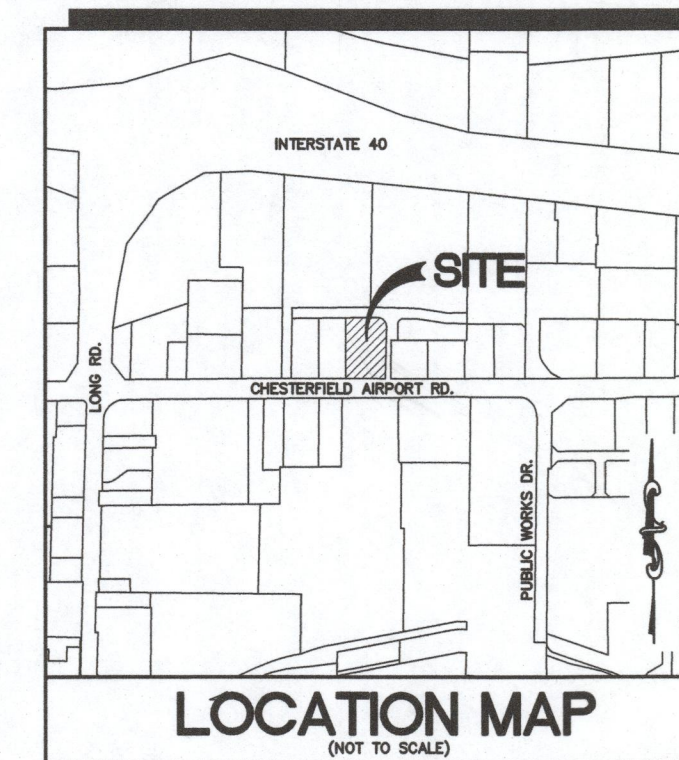 INTERSTATE 40
SITE
LONG RD.
CHESTERFIELD AIRPORT RD.
PUBLIC WORKS DR.
LOCATION MAP
(NOT TO SCALE)